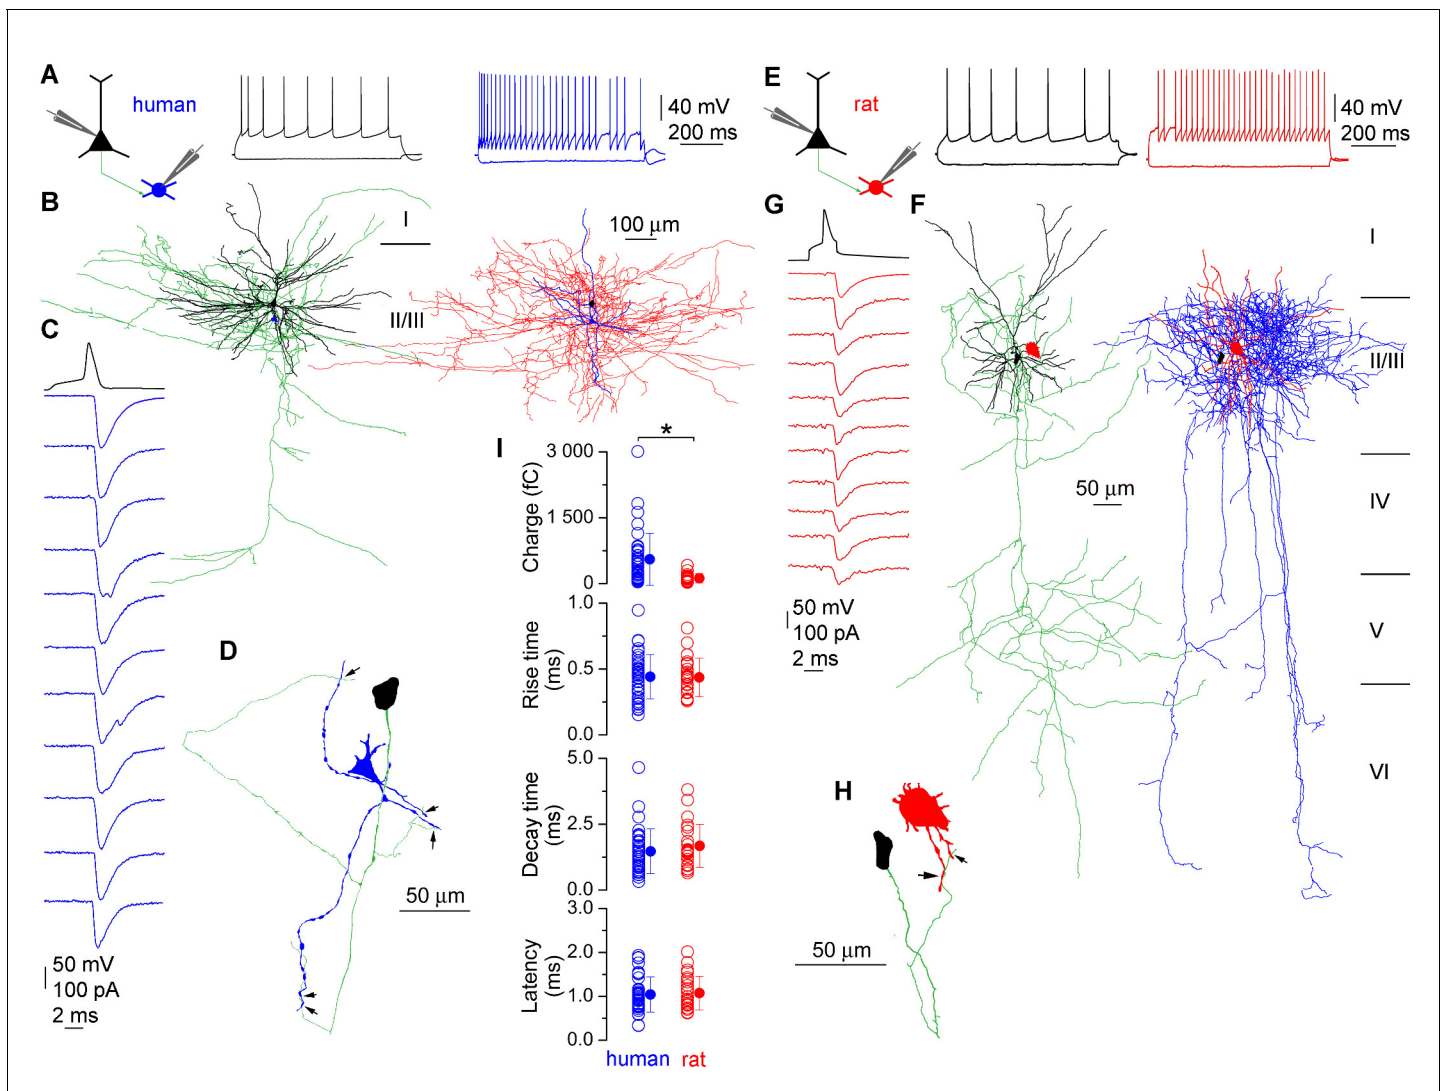 A
human
40 mV
200 ms
E
rat
40 mV
200 ms
B
I
100 µm
II/III
C
50 mV
100 pA
2 ms
D
50 µm
G
F
I
II/III
IV
V
VI
50 µm
50 mV
100 pA
2 ms
H
50 µm
I
*
Charge (fC)
3 000
1 500
0
Rise time
(ms)
1.0
0.5
0.0
Decay time
(ms)
5.0
2.5
0.0
Latency
(ms)
3.0
2.0
1.0
0.0
human
rat